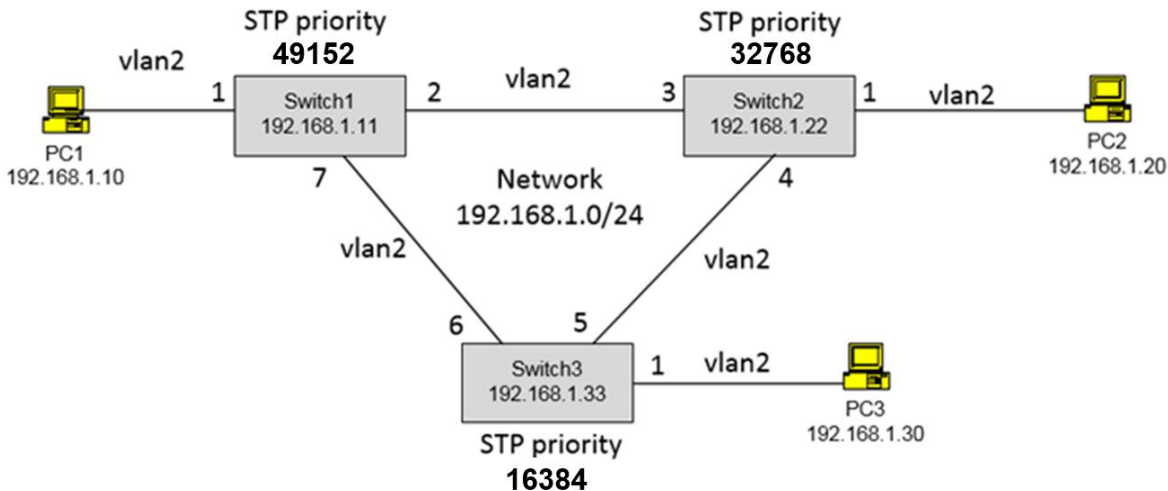 STP priority
49152
STP priority
32768
vlan2
1
Switch1
192.168.1.11
2
vlan2
3
Switch2
192.168.1.22
1
vlan2
PC1
192.168.1.10
PC2
192.168.1.20
7
Network
192.168.1.0/24
4
vlan2
vlan2
6
5
Switch3
192.168.1.33
1
vlan2
PC3
192.168.1.30
STP priority
16384